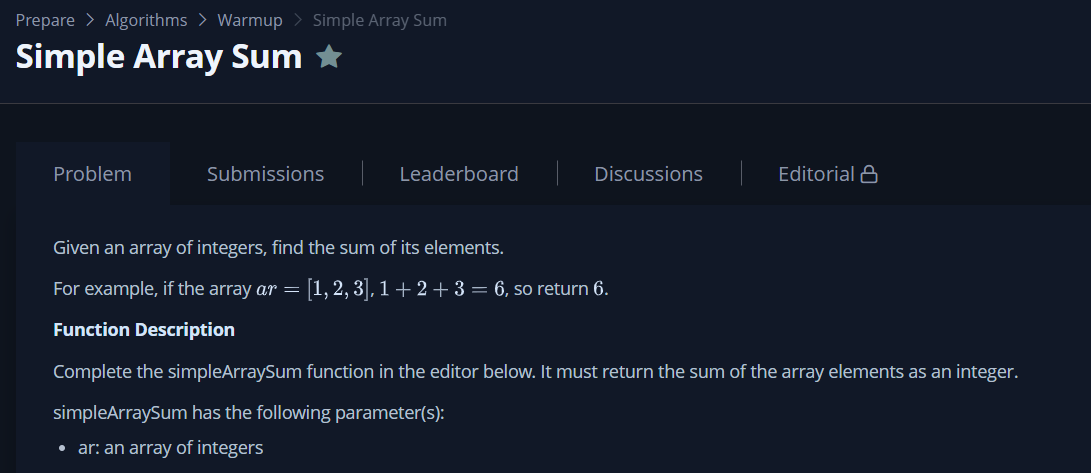 Prepare > Algorithms > Warmup > Simple Array Sum
Simple Array Sum
Problem Submissions Leaderboard Discussions Editorial
Given an array of integers, find the sum of its elements.
For example, if the array ar = [1, 2, 3], 1 + 2 + 3 = 6, so return 6.
Function Description
Complete the simpleArraySum function in the editor below. It must return the sum of the array elements as an integer.
simpleArraySum has the following parameter(s):
• ar: an array of integers